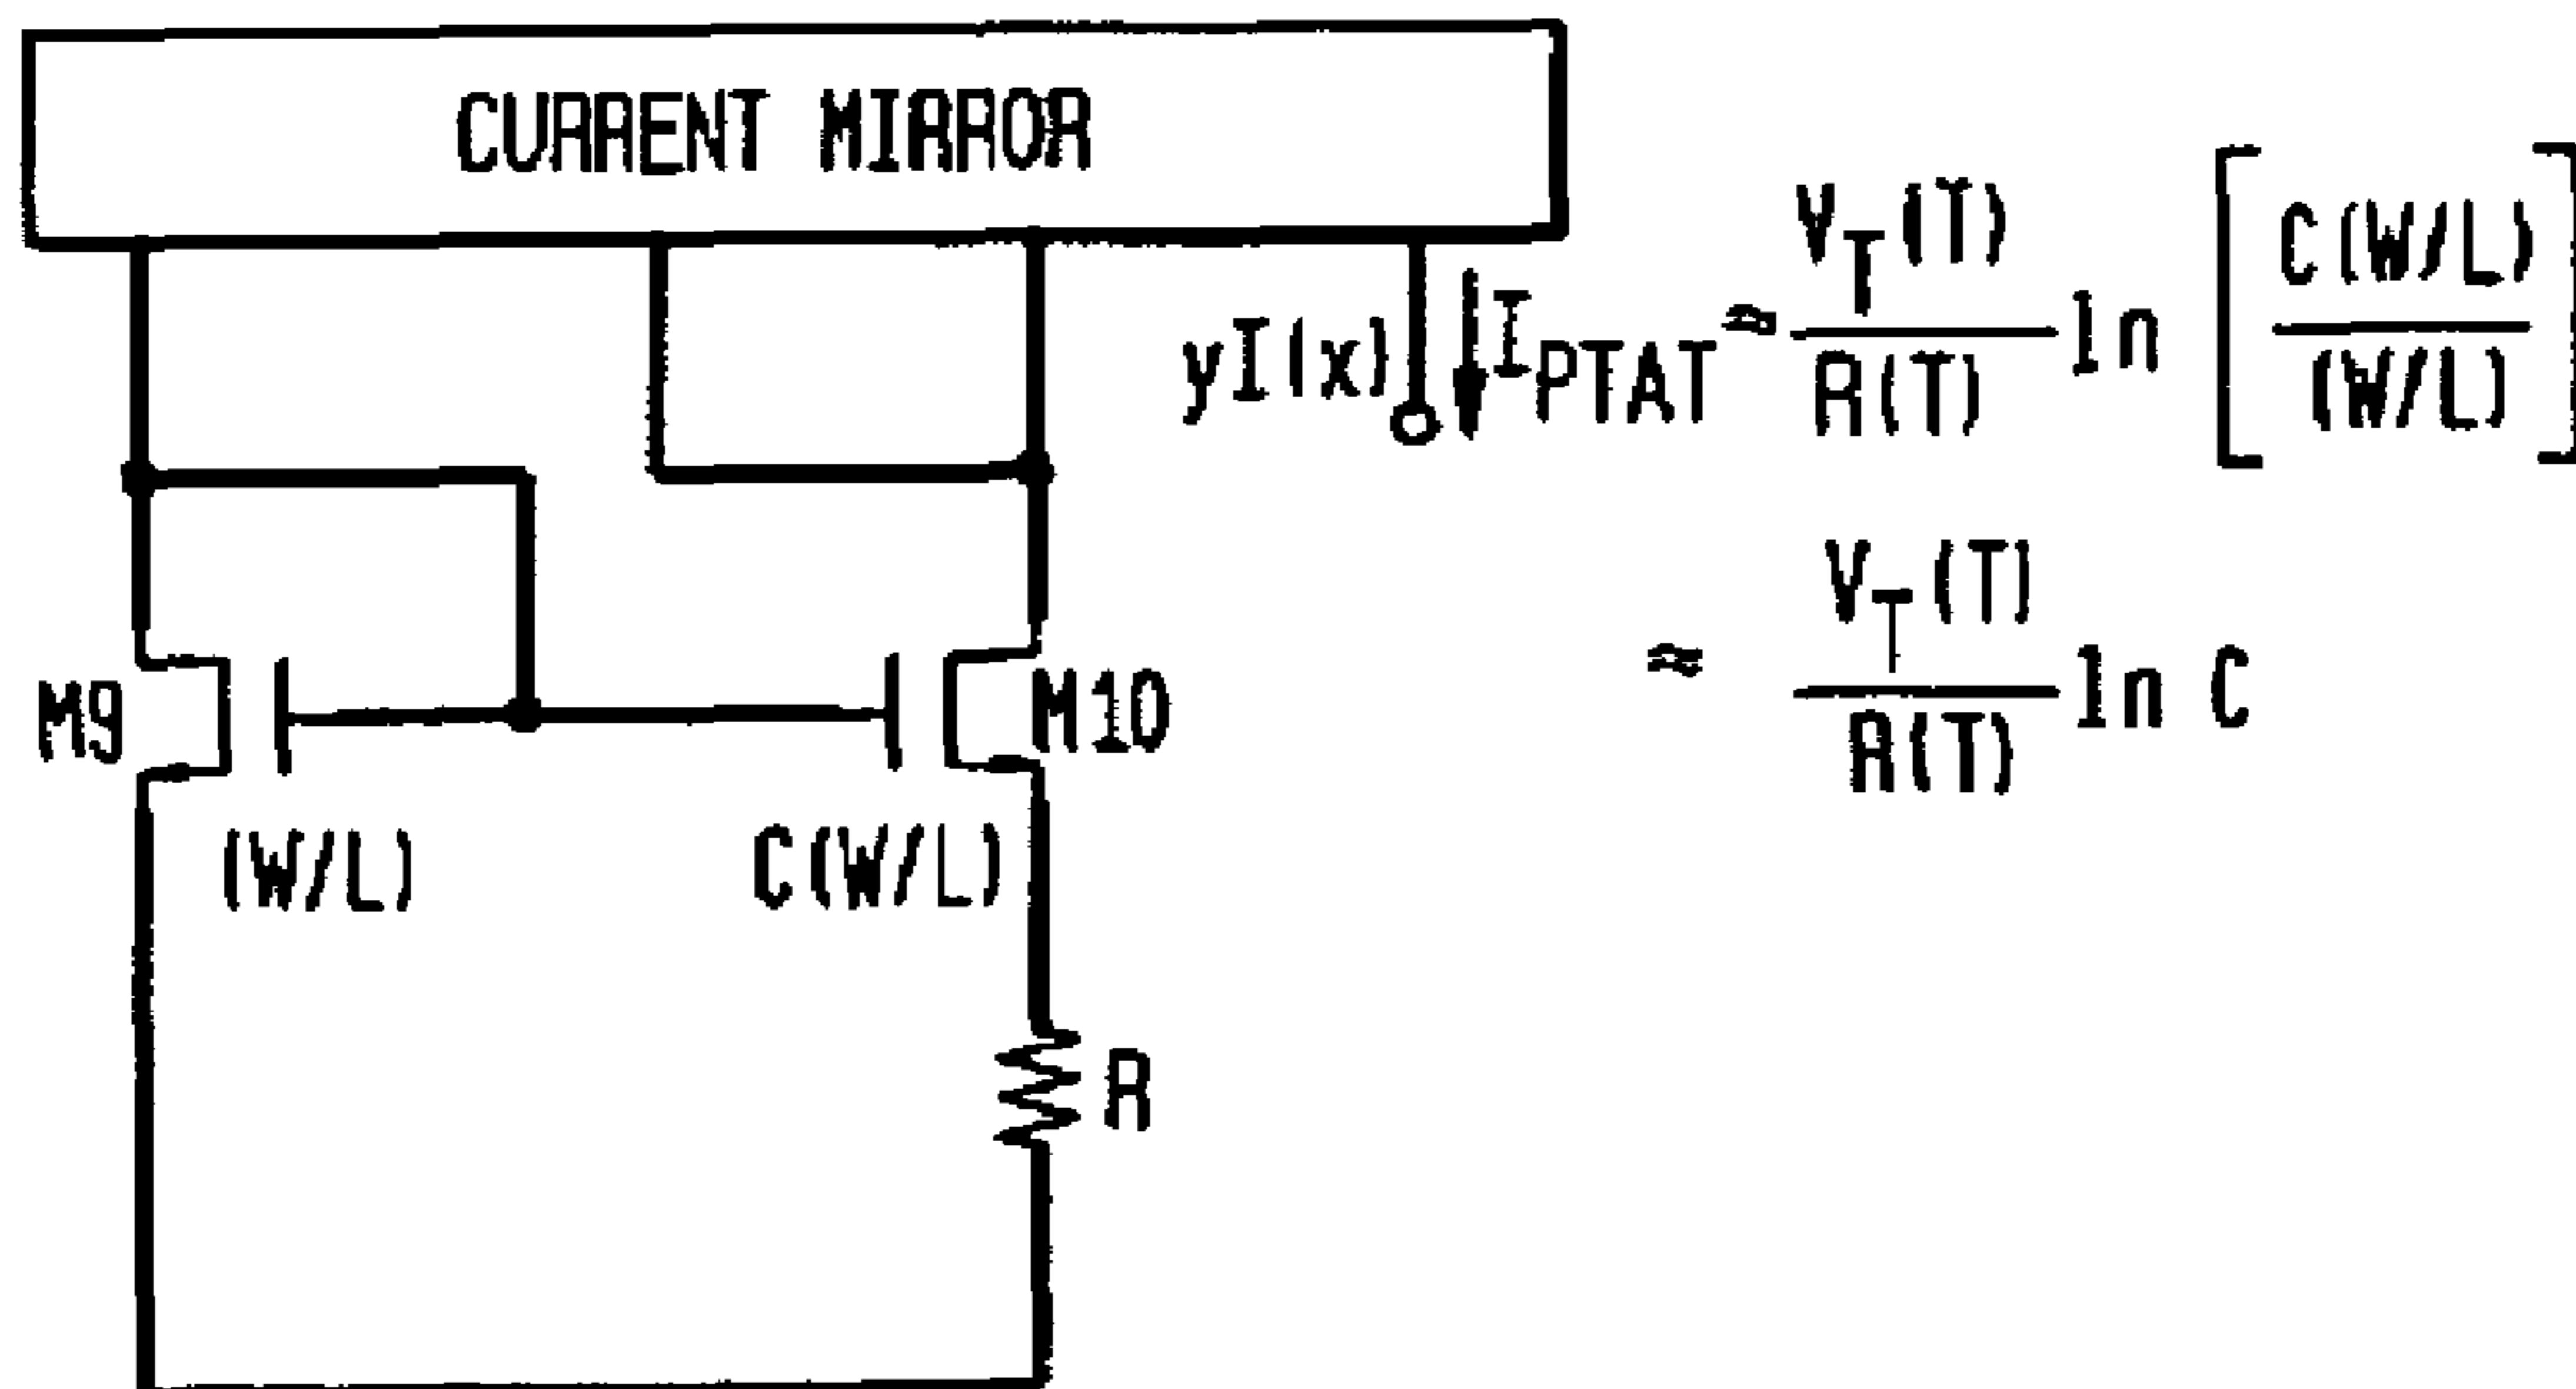 CURRENT MIRROR
yI(x) I_PTAT ≈ V_T(T) / R(T) ln [ C(W/L) / (W/L) ]
≈ V_T(T) / R(T) ln C
M9
M10
(W/L)
C(W/L)
R